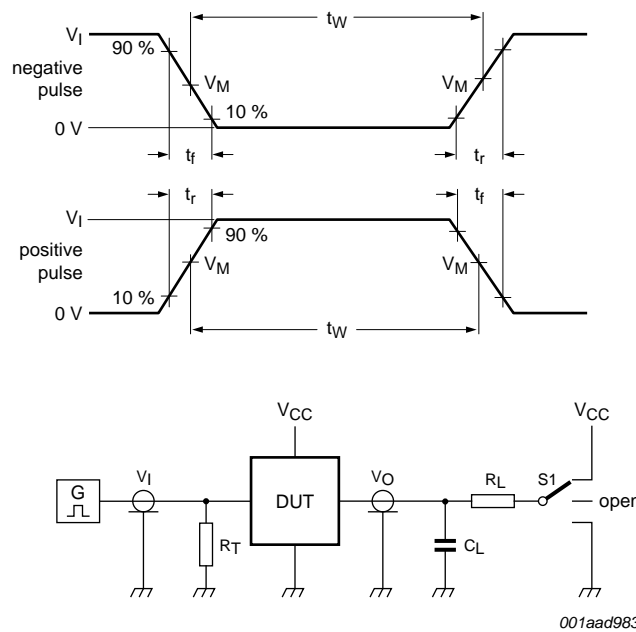 tW
VI
90 %
negative
pulse
VM
VM
10 %
0 V
tf
tr
tr
tf
VI
90 %
positive
pulse
VM
VM
10 %
0 V
tW
VCC
VCC
VI
VO
RL
S1
G
DUT
open
RT
CL
001aad983